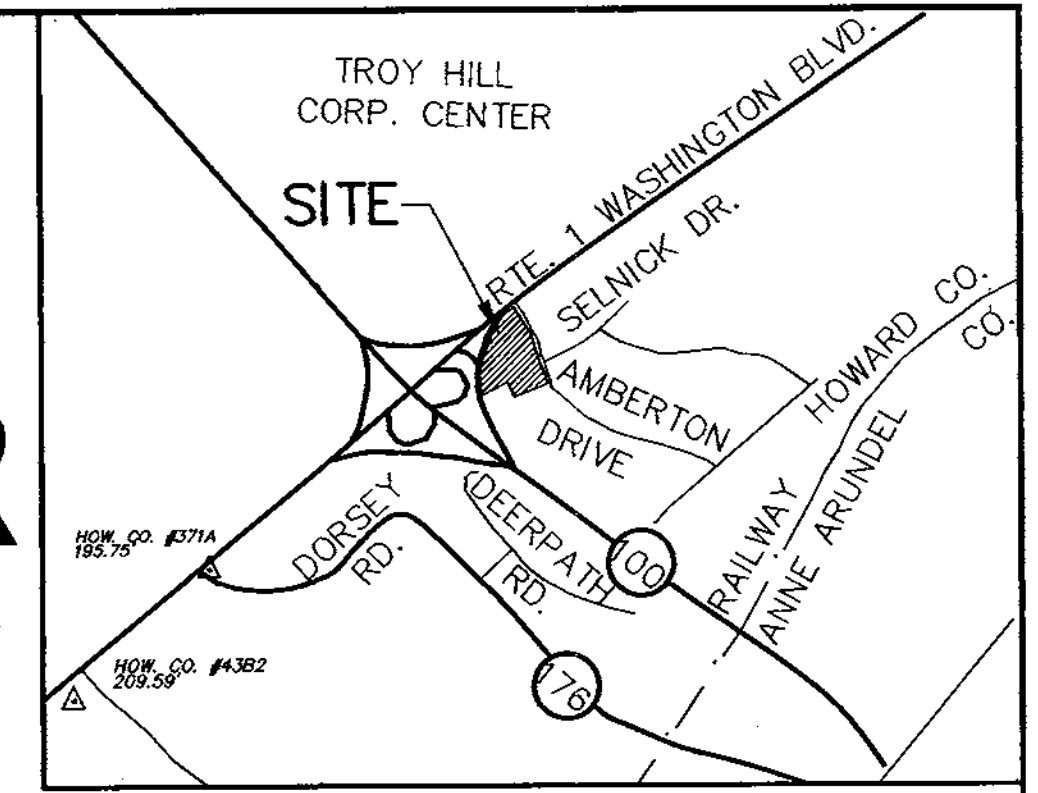 TROY HILL
CORP. CENTER
SITE
RTE. 1 WASHINGTON BLVD.
SELNICK DR.
HOWARD CO.
CO.
AMBERTON
DRIVE
ANNE ARUNDEL
RAILWAY
DEERPATH
RD.
DORSEY
RD.
100
176
HOW. CO. #371A
195.75'
HOW. CO. #43B2
209.59'